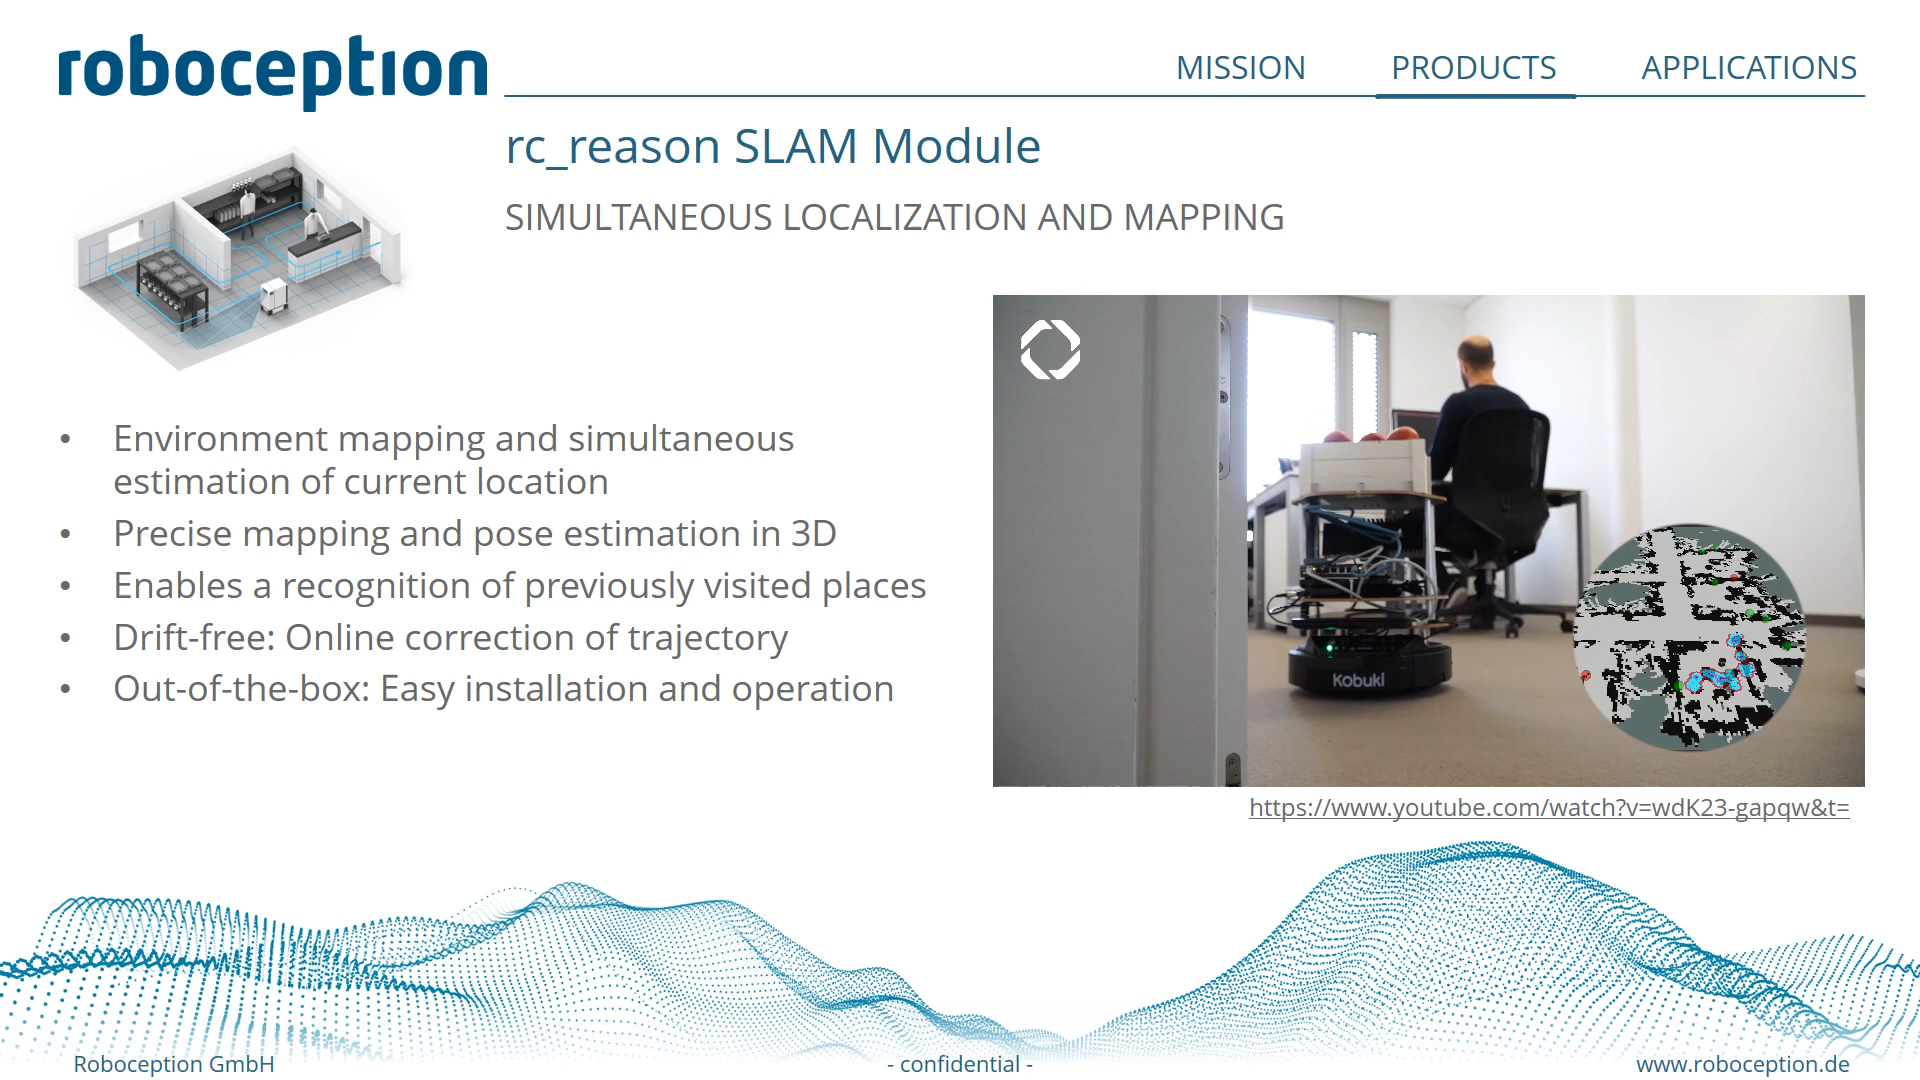 roboception
MISSION
PRODUCTS
APPLICATIONS
rc_reason SLAM Module
SIMULTANEOUS LOCALIZATION AND MAPPING
• Environment mapping and simultaneous
estimation of current location
• Precise mapping and pose estimation in 3D
• Enables a recognition of previously visited places
• Drift-free: Online correction of trajectory
• Out-of-the-box: Easy installation and operation
Kobuki
https://www.youtube.com/watch?v=wdK23-gapqw&t=
Roboception GmbH
- confidential -
www.roboception.de